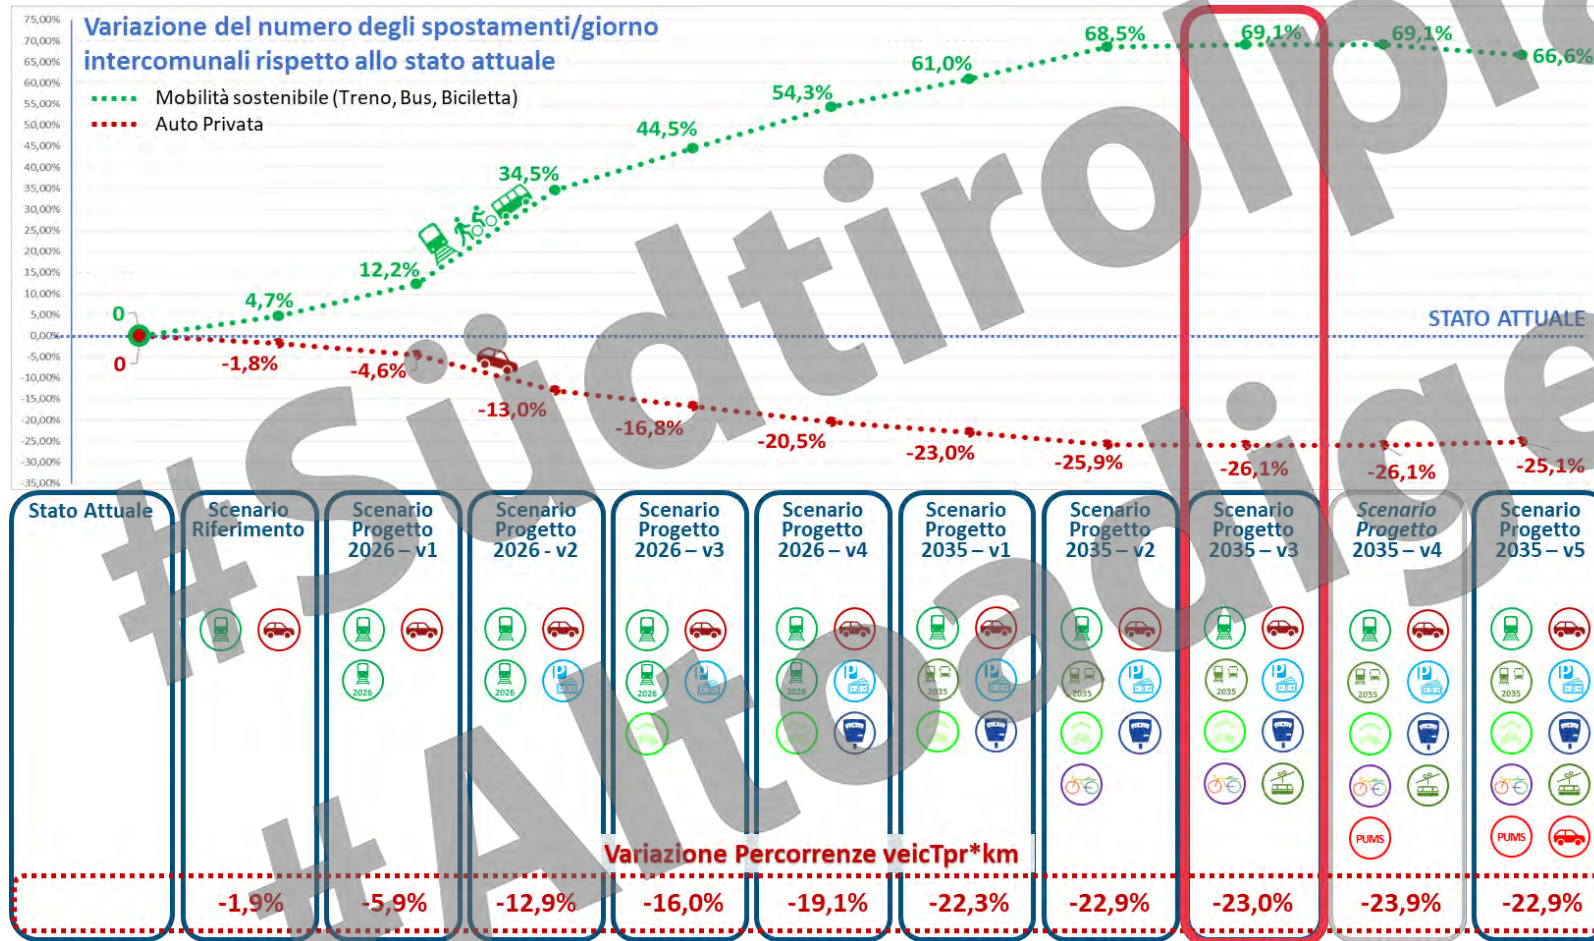 Variazione del numero degli spostamenti/giorno
intercomunali rispetto allo stato attuale
Mobilità sostenibile (Treno, Bus, Biciletta)
Auto Privata
75,00%
70,00%
65,00%
60,00%
55,00%
50,00%
45,00%
40,00%
35,00%
30,00%
25,00%
20,00%
15,00%
10,00%
5,00%
0,00%
-5,00%
-10,00%
-15,00%
-20,00%
-25,00%
-30,00%
-35,00%
0
4,7%
12,2%
34,5%
44,5%
54,3%
61,0%
68,5%
69,1%
69,1%
66,6%
STATO ATTUALE
0
-1,8%
-4,6%
-13,0%
-16,8%
-20,5%
-23,0%
-25,9%
-26,1%
-26,1%
-25,1%
#Südtirolpl
#Altoadige
Stato Attuale
Scenario
Riferimento
Scenario
Progetto
2026 – v1
2026
Scenario
Progetto
2026 - v2
2026
P
Scenario
Progetto
2026 – v3
2026
P
Scenario
Progetto
2026 – v4
2026
P
Scenario
Progetto
2035 – v1
2035
P
Scenario
Progetto
2035 – v2
2035
P
Scenario
Progetto
2035 – v3
2035
P
Scenario
Progetto
2035 – v4
2035
P
PUMS
Scenario
Progetto
2035 – v5
2035
P
PUMS
Variazione Percorrenze veicTpr*km
-1,9%
-5,9%
-12,9%
-16,0%
-19,1%
-22,3%
-22,9%
-23,0%
-23,9%
-22,9%